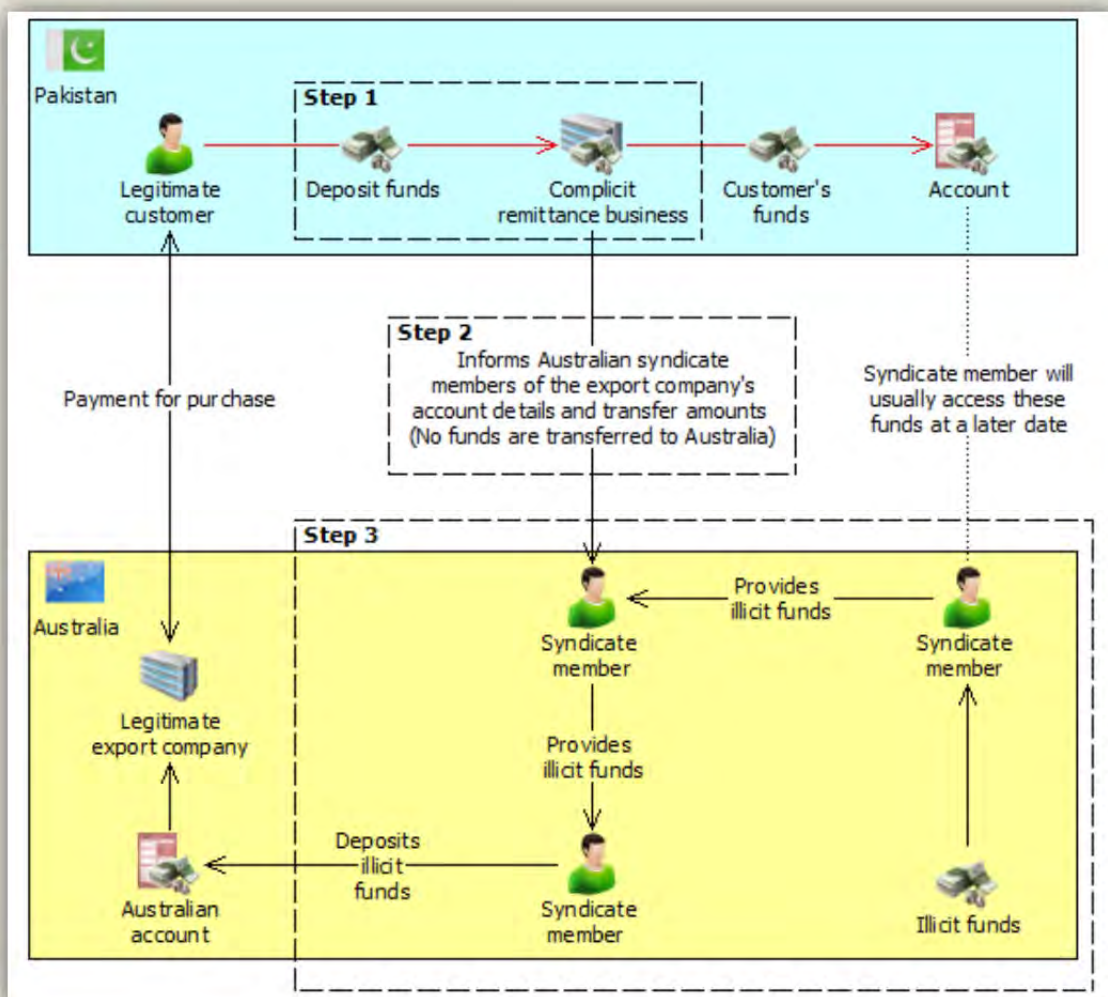 Pakistan
Step 1
Legitimate
customer
Deposit funds
Complicit
remittance business
Customer's
funds
Account
Step 2
Informs Australian syndicate
members of the export company's
account details and transfer amounts
(No funds are transferred to Australia)
Payment for purchase
Syndicate member will
usually access these
funds at a later date
Step 3
Australia
Legitimate
export company
Syndicate
member
Provides
illicit funds
Syndicate
member
Provides
illicit funds
Deposits
illicit
funds
Australian
account
Syndicate
member
Illicit funds